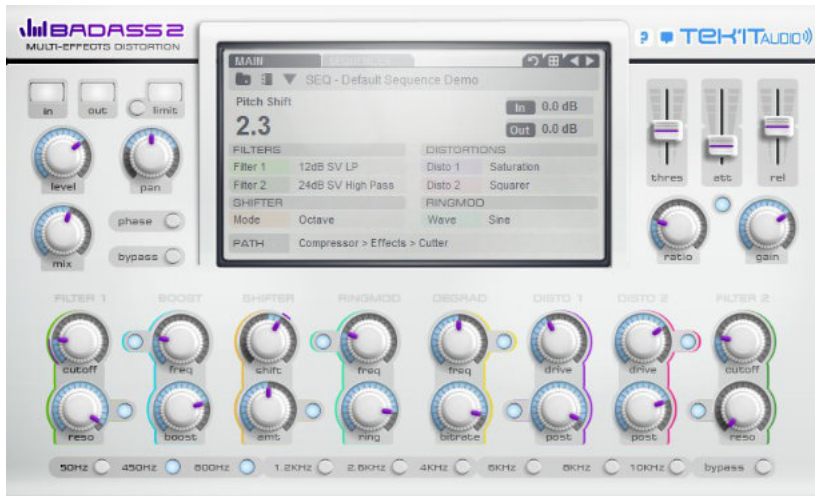 BADASS 2
MULTI-EFFECTS DISTORTION
? TEK'IT AUDIO
MAIN
SEQ - Default Sequence Demo
Pitch Shift
2.3
In 0.0 dB
Out 0.0 dB
FILTERS
DISTORTIONS
Filter 1 12dB SV LP
Disto 1 Saturation
Filter 2 24dB SV High Pass
Disto 2 Squarer
SHIFTER
RINGMOD
Mode Octave
Wave Sine
PATH Compressor > Effects > Cutter
in out limit
level pan
phase
mix bypass
thres att rel
ratio gain
FILTER 1 BOOST SHIFTER RINGMOD DEGRAD DISTO 1 DISTO 2 FILTER 2
cutoff freq shift freq freq drive drive cutoff
reso boost amt ring bitrate post post reso
50HZ 450HZ 800HZ 1.2KHZ 2.6KHZ 4KHZ 6KHZ 8KHZ 10KHZ bypass